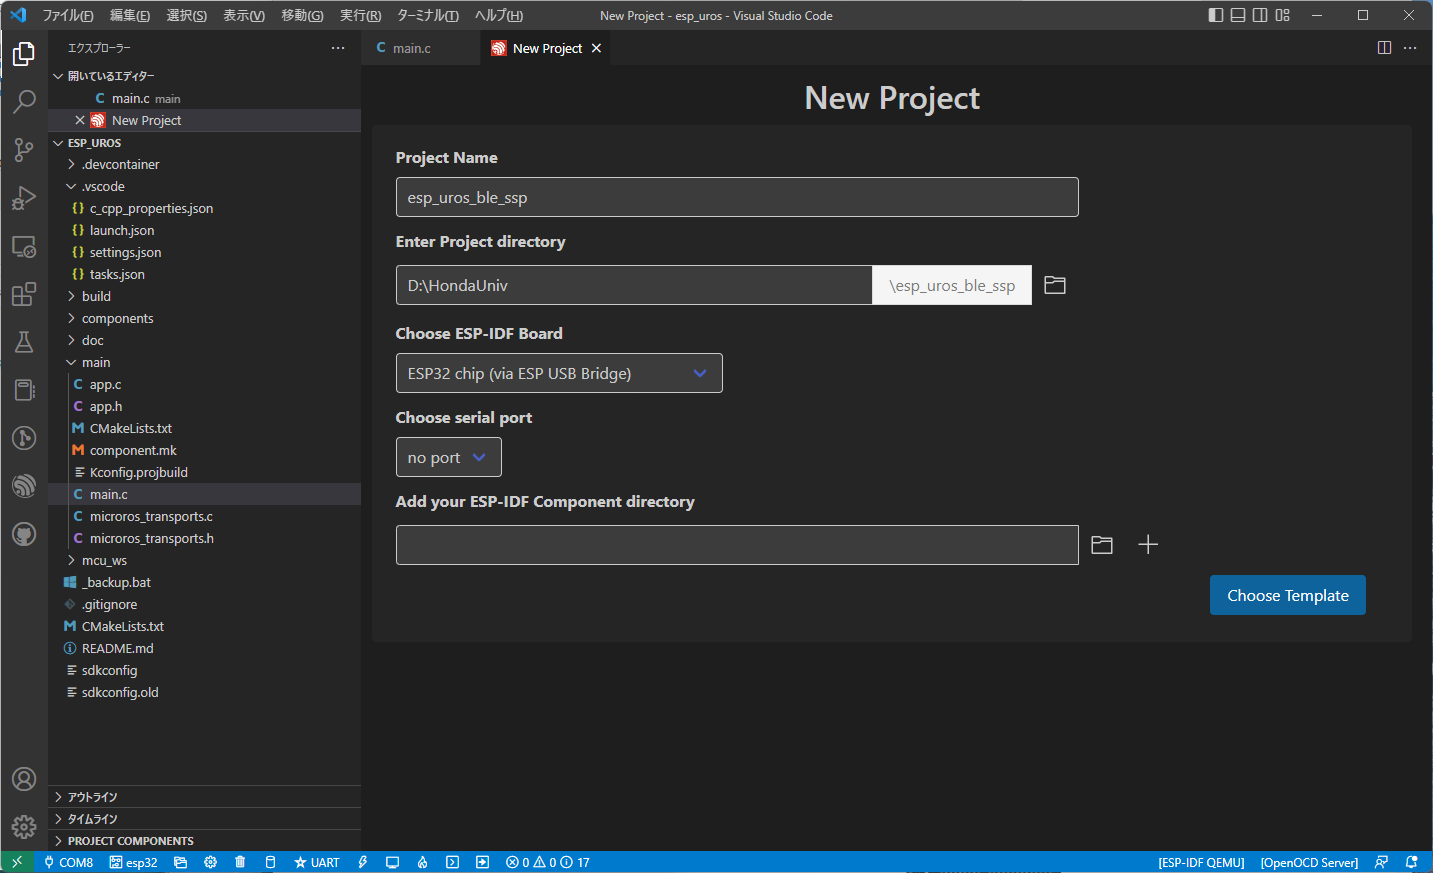 ファイル(F) 編集(E) 選択(S) 表示(V) 移動(G) 実行(R) ターミナル(T) ヘルプ(H) New Project - esp_uros - Visual Studio Code
エクスプローラー
開いているエディター
C main.c main
New Project
ESP_UROS
.devcontainer
.vscode
{} c_cpp_properties.json
{} launch.json
{} settings.json
{} tasks.json
build
components
doc
main
C app.c
C app.h
M CMakeLists.txt
M component.mk
Kconfig.projbuild
C main.c
C microros_transports.c
C microros_transports.h
mcu_ws
_backup.bat
.gitignore
M CMakeLists.txt
README.md
sdkconfig
sdkconfig.old
アウトライン
タイムライン
PROJECT COMPONENTS
C main.c New Project
New Project
Project Name
esp_uros_ble_ssp
Enter Project directory
D:\HondaUniv \esp_uros_ble_ssp
Choose ESP-IDF Board
ESP32 chip (via ESP USB Bridge)
Choose serial port
no port
Add your ESP-IDF Component directory
Choose Template
COM8 esp32 UART 0 0 17 [ESP-IDF QEMU] [OpenOCD Server]